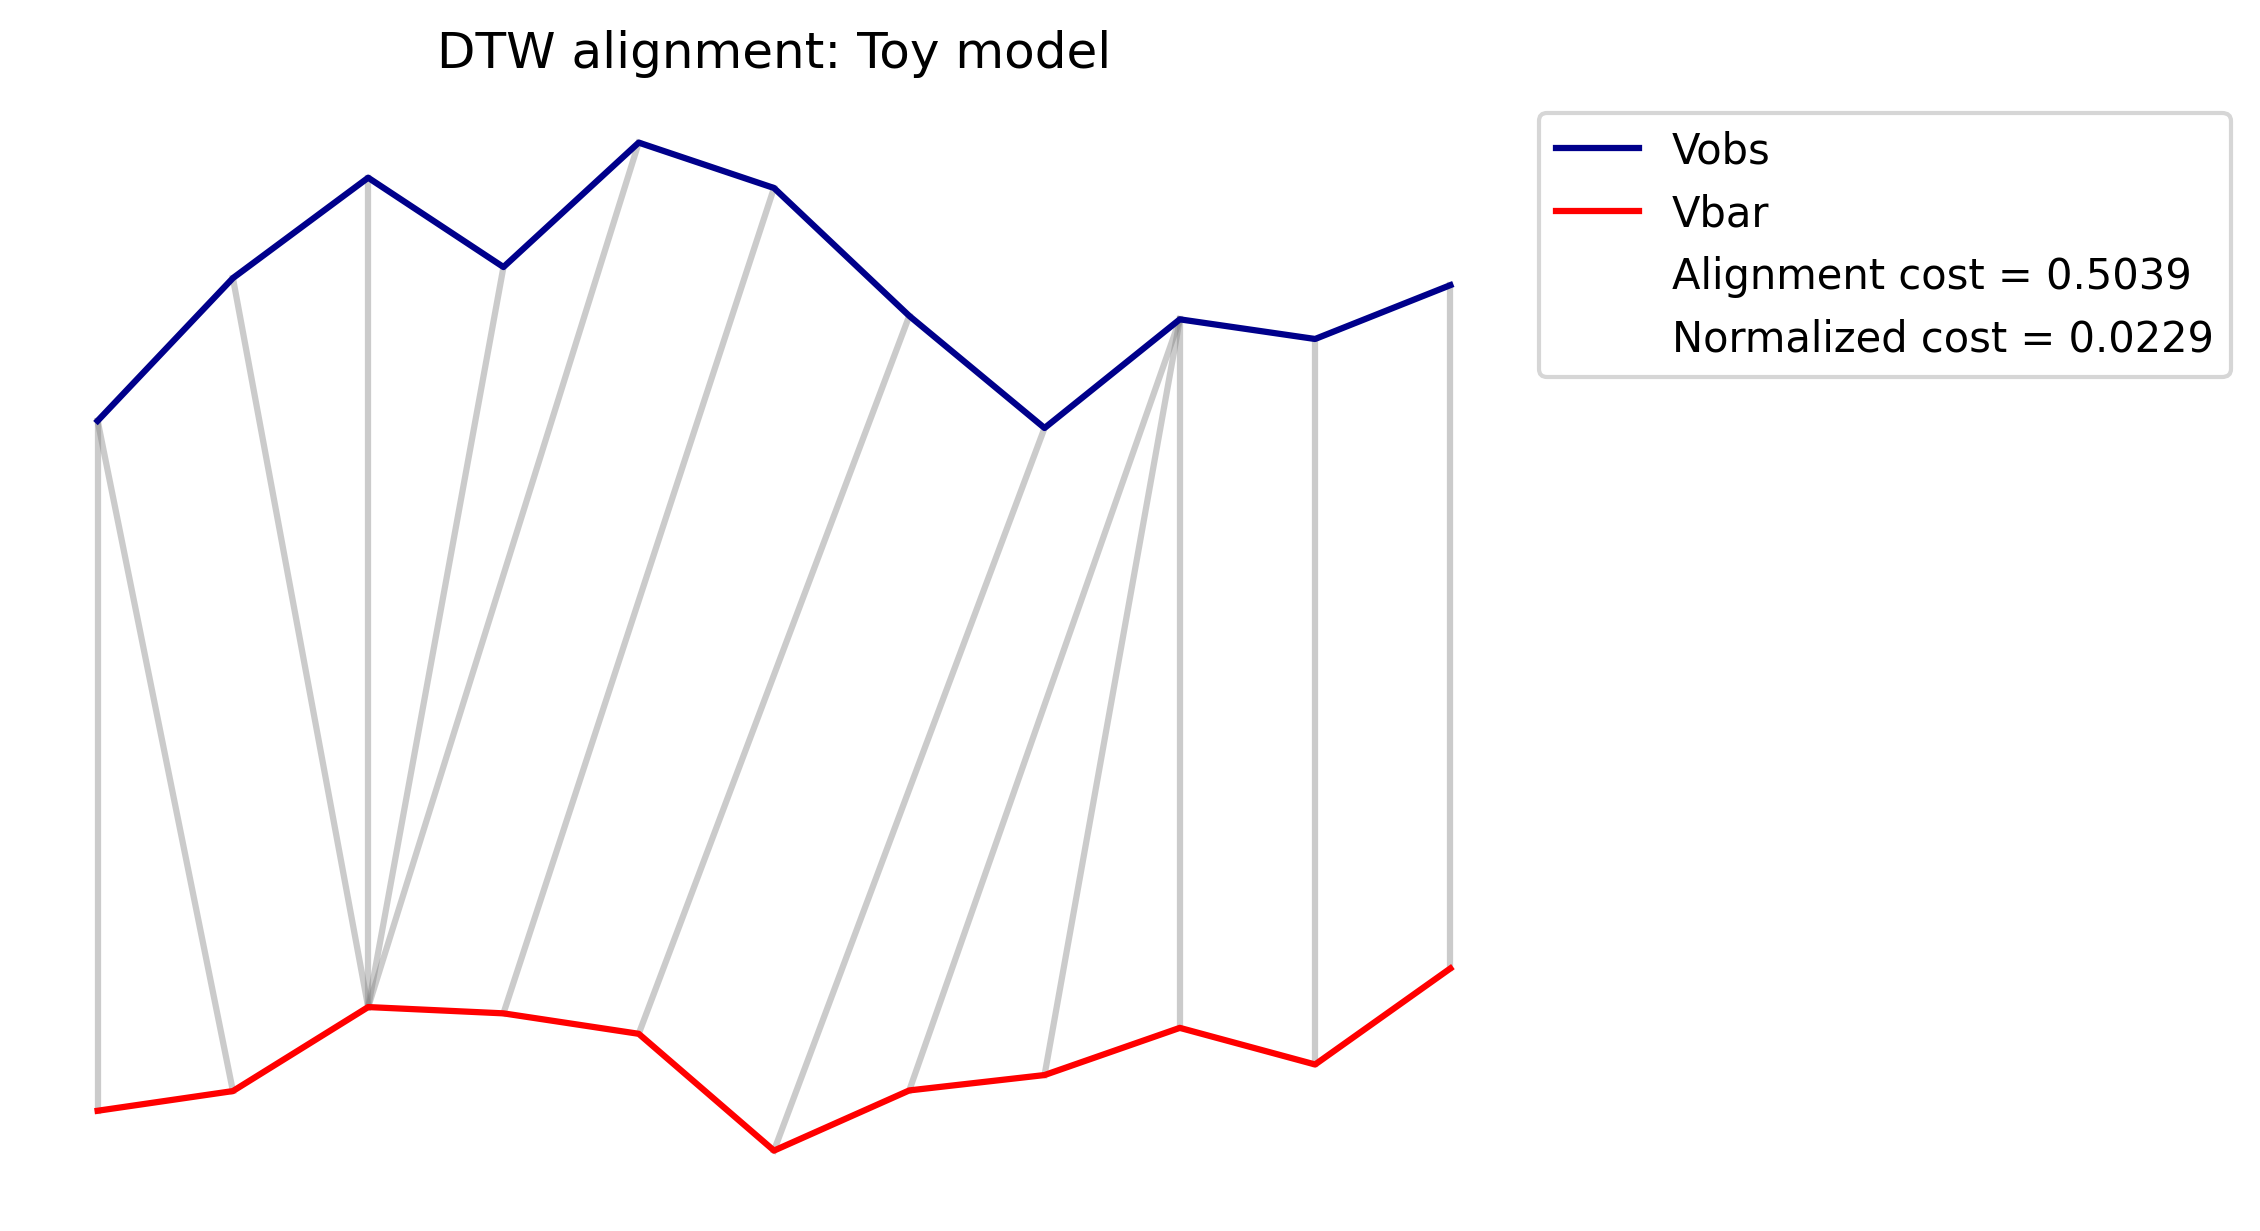 DTW alignment: Toy model
Vobs
Vbar
Alignment cost = 0.5039
Normalized cost = 0.0229